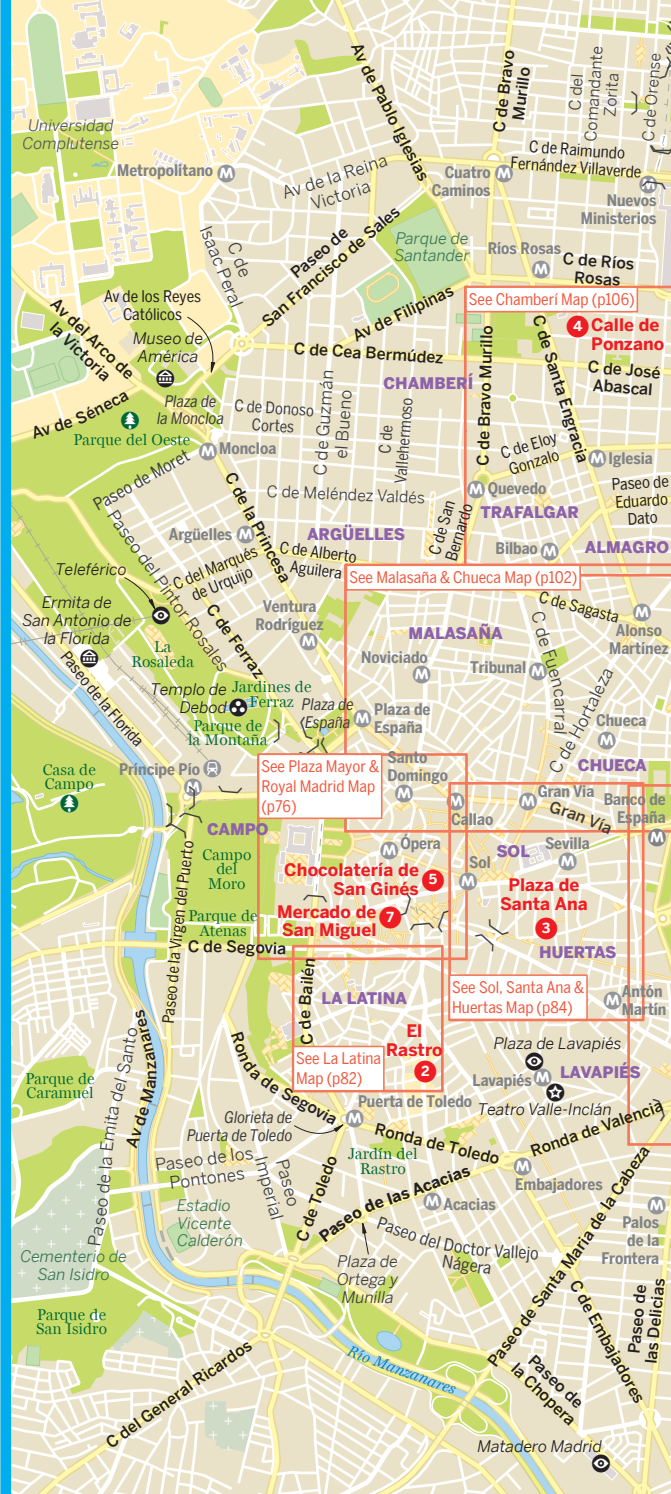 Universidad
Complutense
Av de Pablo Iglesias
C de Bravo
Murillo
C del
Comandante
Zorita
C de Orense
Metropolitano
M
Av de la Reina
Victoria
Cuatro
Caminos
M
C de Raimundo
Fernández Villaverde
Nuevos
Ministerios
C de
Isaac Peral
Paseo de
San Francisco de Sales
Parque de
Santander
Ríos Rosas
M
C de Ríos
Rosas
Av de los Reyes
Católicos
Av del Arco de
la Victoria
Museo de
América
Av de Filipinas
See Chamberí Map (p106)
4 Calle de
Ponzano
C de Cea Bermúdez
C de José
Abascal
CHAMBERÍ
C de Bravo Murillo
C de Santa Engracia
Av de Séneca
Plaza de
la Moncloa
Parque del Oeste
C de Donoso
Cortes
C de Guzmán
el Bueno
C de
Vallehermoso
M Moncloa
C de Eloy
Gonzalo
M Iglesia
Paseo de Moret
C de Meléndez Valdés
M Quevedo
Paseo de
Eduardo
Dato
C de la Princesa
C de San
Bernardo
TRAFALGAR
Argüelles M
ARGÜELLES
Bilbao M
ALMAGRO
Paseo del Pintor Rosales
C de Alberto
Aguilera
Teleférico
C del Marqués
de Urquijo
See Malasaña & Chueca Map (p102)
Ermita de
San Antonio de
la Florida
C de Ferraz
Ventura
Rodríguez
M
C de Sagasta
M
Alonso
Martínez
MALASAÑA
C de Fuencarral
La
Rosaleda
Noviciado
M
Tribunal M
Paseo de la Florida
C de Hortaleza
Templo de
Debod
Jardines de
Ferraz
Plaza de
España
M Plaza de
España
Chueca
M
Parque de
la Montaña
Casa de
Campo
Príncipe Pío
M
See Plaza Mayor &
Royal Madrid Map
(p76)
Santo
Domingo
M
CHUECA
M Gran Vía
Banco de
España
M
M
Callao
Gran Vía
CAMPO
M Ópera
SOL
Sevilla
M
Campo
del
Moro
Chocolatería de
San Ginés 5
Sol
M
Plaza de
Santa Ana
3
Parque de
Atenas
Mercado de
San Miguel 7
C de Segovia
HUERTAS
Paseo de la Virgen del Puerto
C de Bailén
LA LATINA
See Sol, Santa Ana &
Huertas Map (p84)
M Antón
Martín
Av de Manzanares
Paseo de la Emita del Santo
El
Rastro
2
See La Latina
Map (p82)
Plaza de Lavapiés
Ronda de Segovia
Lavapiés M
LAVAPIÉS
Parque de
Caramuel
Puerta de Toledo
M
Teatro Valle-Inclán
Glorieta de
Puerta de Toledo
Ronda de Toledo
Ronda de Valencia
Jardín del
Rastro
Paseo de los
Pontones
Paseo
Imperial
C de Toledo
M
Embajadores
Paseo de las Acacias
M Acacias
Estadio
Vicente
Calderón
M
Palos
de la
Frontera
Paseo del Doctor Vallejo
Nágera
Paseo de Santa María de la Cabeza
Cementerio de
San Isidro
Plaza de
Ortega y
Munilla
Parque de
San Isidro
C de Embajadores
Paseo de
las Delicias
Río Manzanares
C del General Ricardos
Paseo de
la Chopera
Matadero Madrid